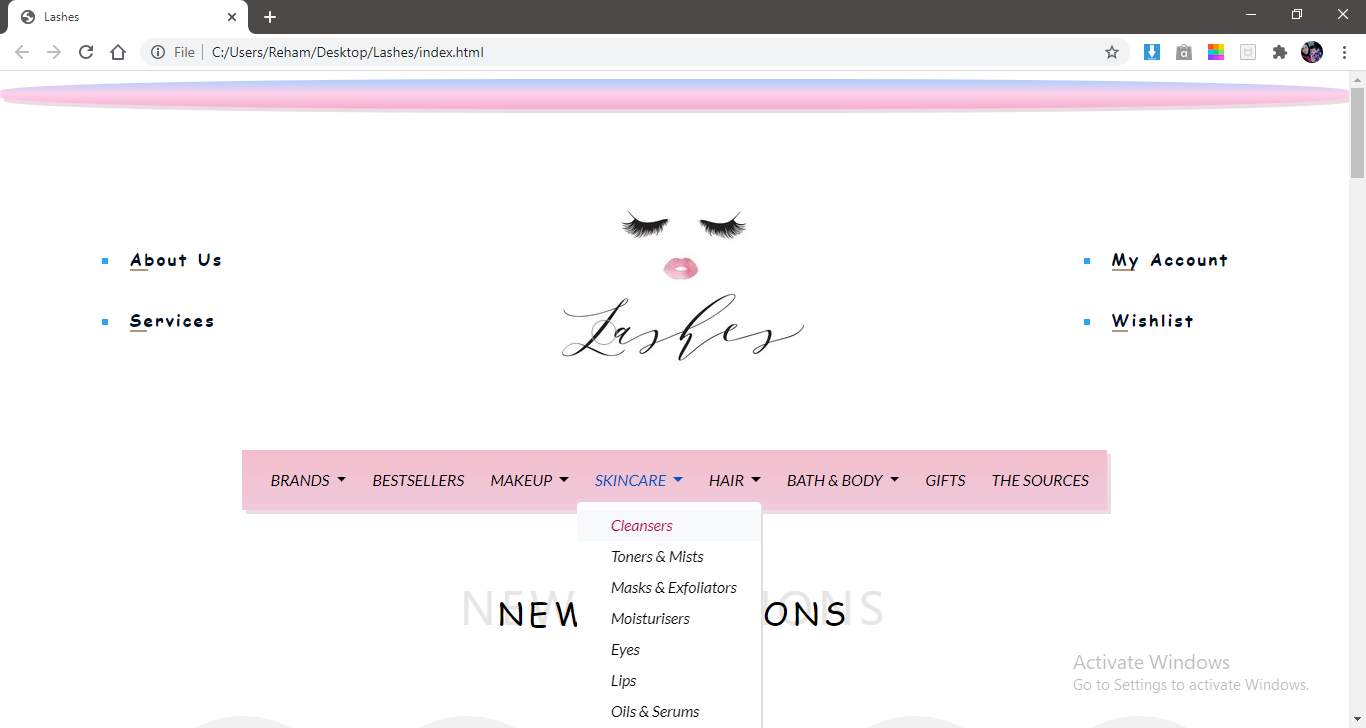 Lashes
File C:/Users/Reham/Desktop/Lashes/index.html
About Us
My Account
Services
Wishlist
Lashes
BRANDS BESTSELLERS MAKEUP SKINCARE HAIR BATH & BODY GIFTS THE SOURCES
Cleansers
Toners & Mists
Masks & Exfoliators
Moisturisers
Eyes
Lips
Oils & Serums
NEW
Activate Windows
Go to Settings to activate Windows.